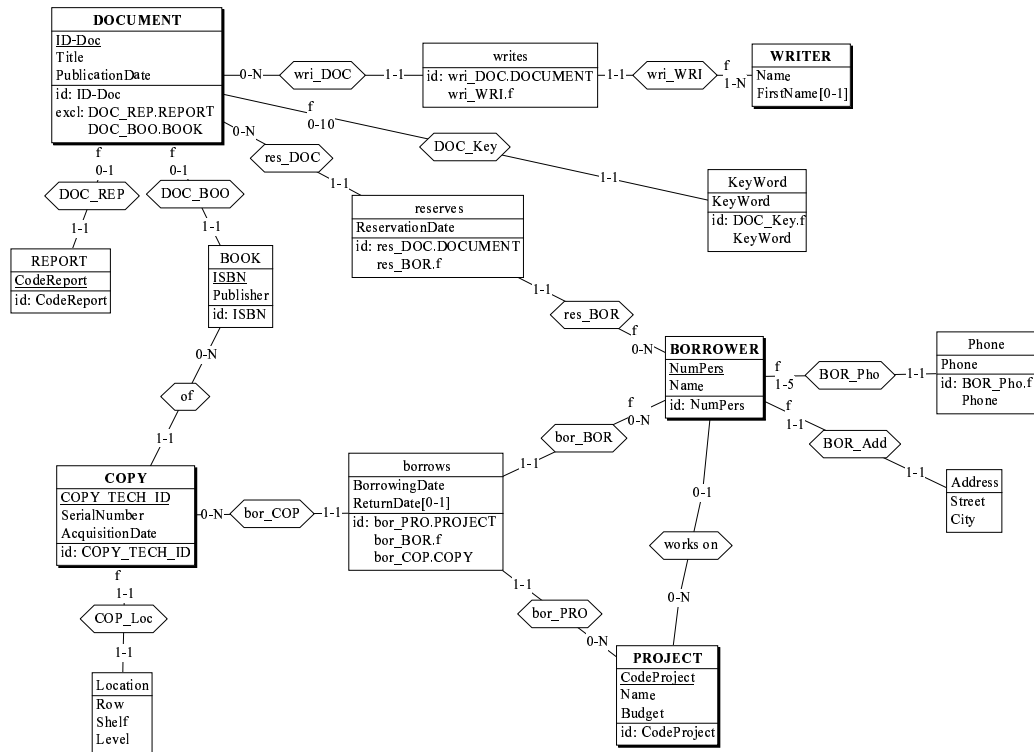 DOCUMENT
ID-Doc
Title
PublicationDate
id: ID-Doc
excl: DOC_REP.REPORT
DOC_BOO.BOOK
0-N
wri_DOC
1-1
writes
id: wri_DOC.DOCUMENT
wri_WRI.f
1-1
wri_WRI
f
1-N
WRITER
Name
FirstName[0-1]
f
0-10
DOC_Key
1-1
KeyWord
KeyWord
id: DOC_Key.f
KeyWord
0-N
res_DOC
1-1
reserves
ReservationDate
id: res_DOC.DOCUMENT
res_BOR.f
1-1
res_BOR
f
0-N
f
0-1
DOC_REP
1-1
REPORT
CodeReport
id: CodeReport
f
0-1
DOC_BOO
1-1
BOOK
ISBN
Publisher
id: ISBN
0-N
of
1-1
BORROWER
NumPers
Name
id: NumPers
f
1-5
BOR_Pho
1-1
Phone
Phone
id: BOR_Pho.f
Phone
f
1-1
BOR_Add
1-1
Address
Street
City
f
0-N
bor_BOR
1-1
COPY
COPY_TECH_ID
SerialNumber
AcquisitionDate
id: COPY_TECH_ID
0-N
bor_COP
1-1
borrows
BorrowingDate
ReturnDate[0-1]
id: bor_PRO.PROJECT
bor_BOR.f
bor_COP.COPY
0-1
works on
0-N
1-1
bor_PRO
0-N
f
1-1
COP_Loc
1-1
Location
Row
Shelf
Level
PROJECT
CodeProject
Name
Budget
id: CodeProject